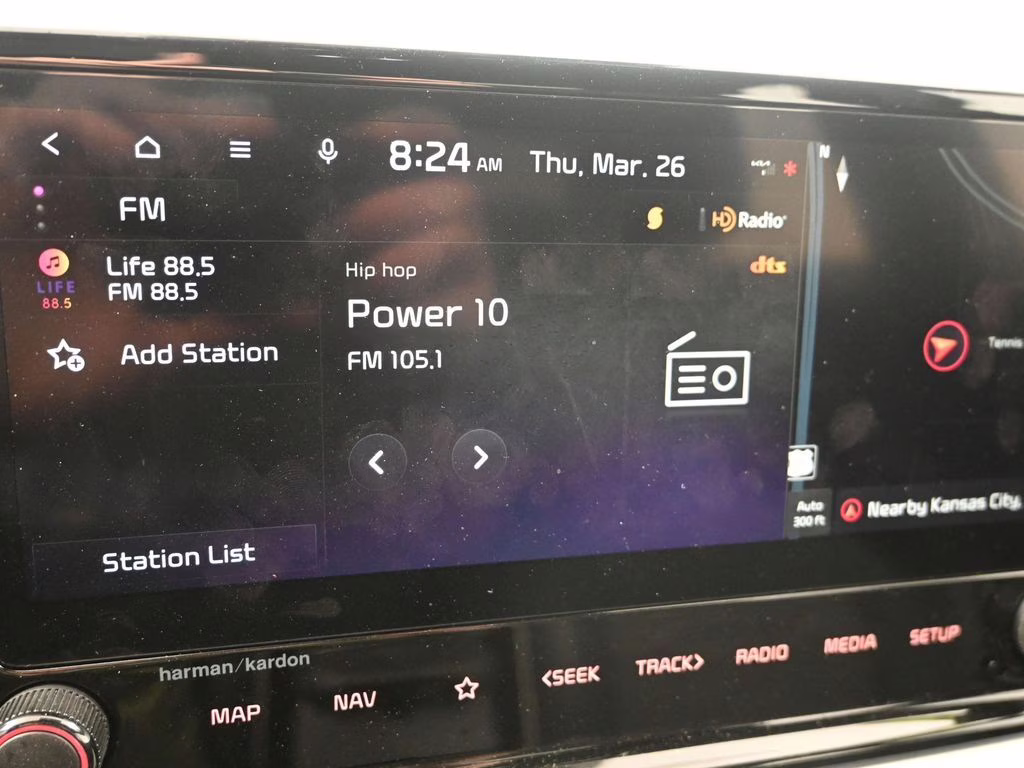 8:24 AM Thu, Mar. 26
N
FM
HD Radio
LIFE
88.5
Life 88.5
FM 88.5
Add Station
Station List
Hip hop
dts
Power 10
FM 105.1
Tennis
Auto
300 ft
Nearby Kansas City,
harman/kardon
MAP
NAV
<SEEK
TRACK>
RADIO
MEDIA
SETUP